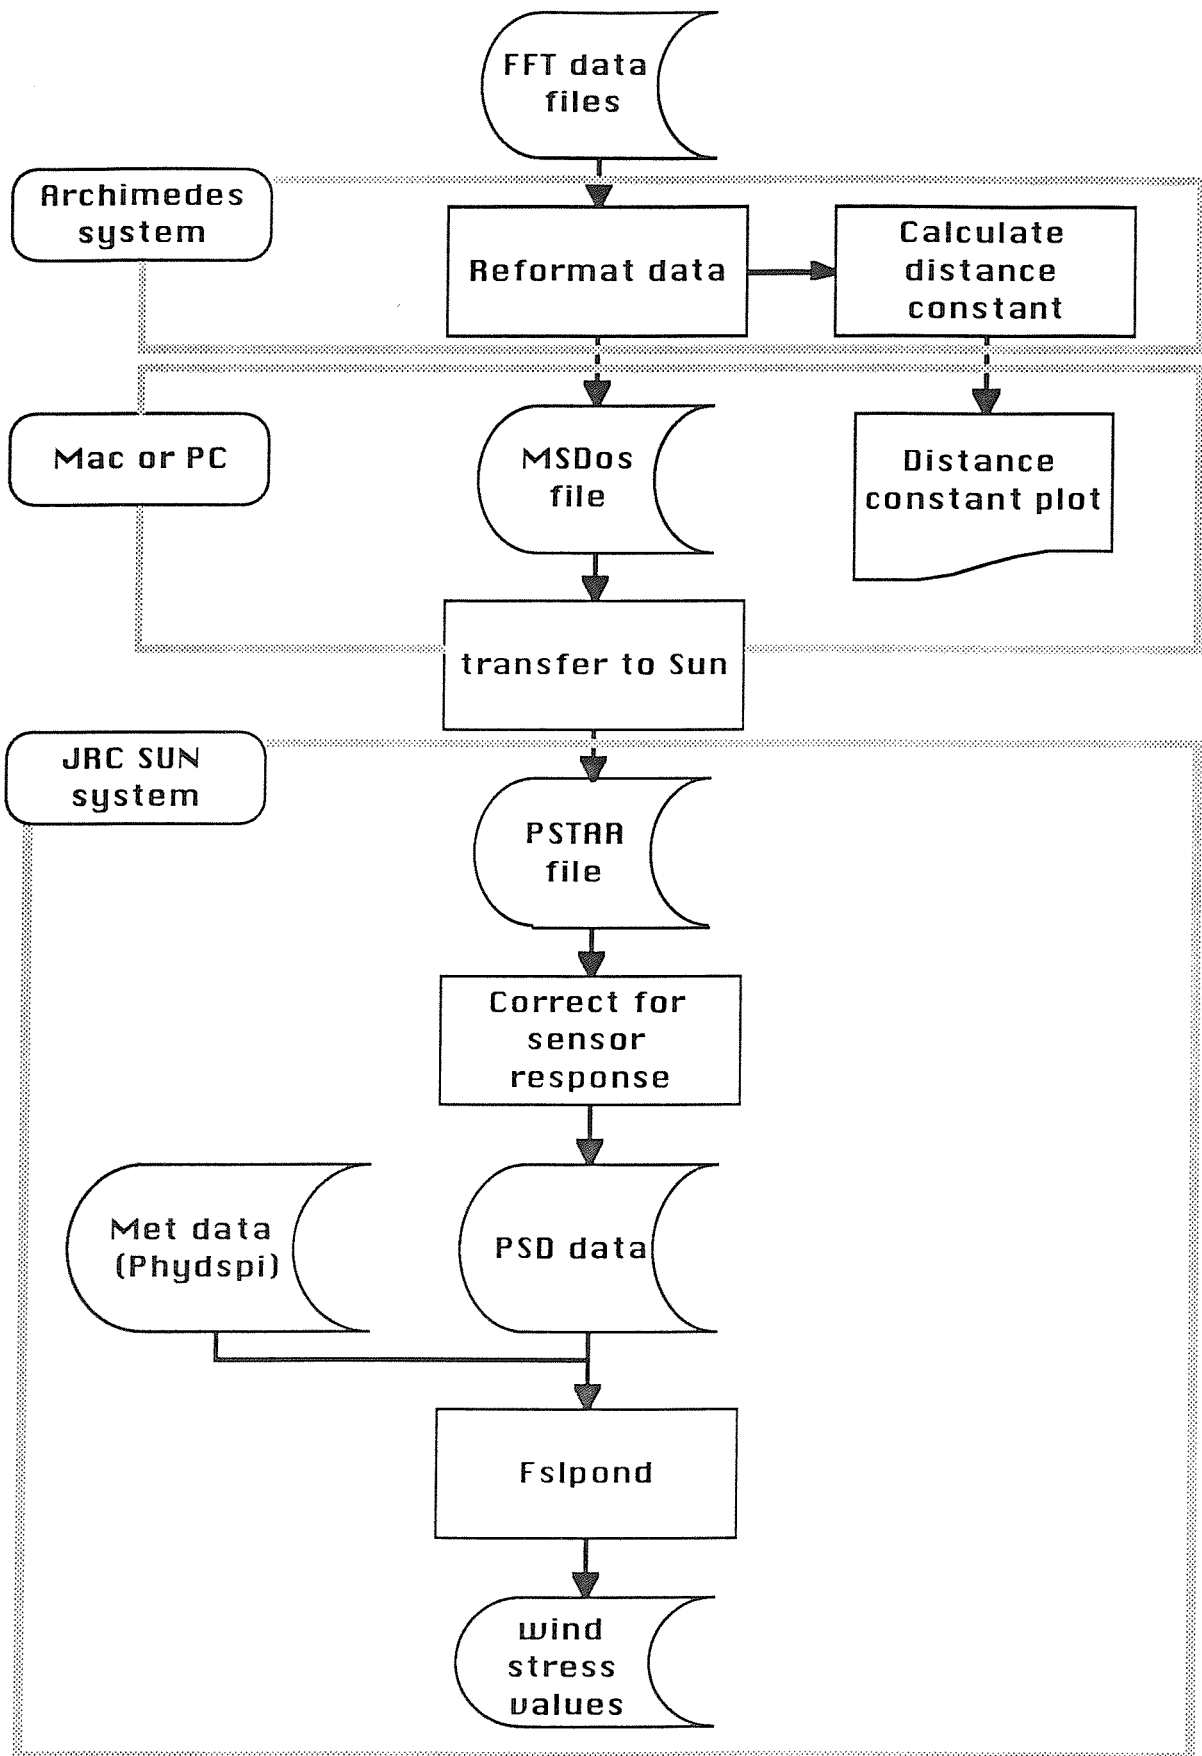 FFT data
files
Archimedes
system
Reformat data
Calculate
distance
constant
Mac or PC
MSDos
file
Distance
constant plot
transfer to Sun
JRC SUN
system
PSTAR
file
Correct for
sensor
response
Met data
(Phydspi)
PSD data
Fslpond
wind
stress
values